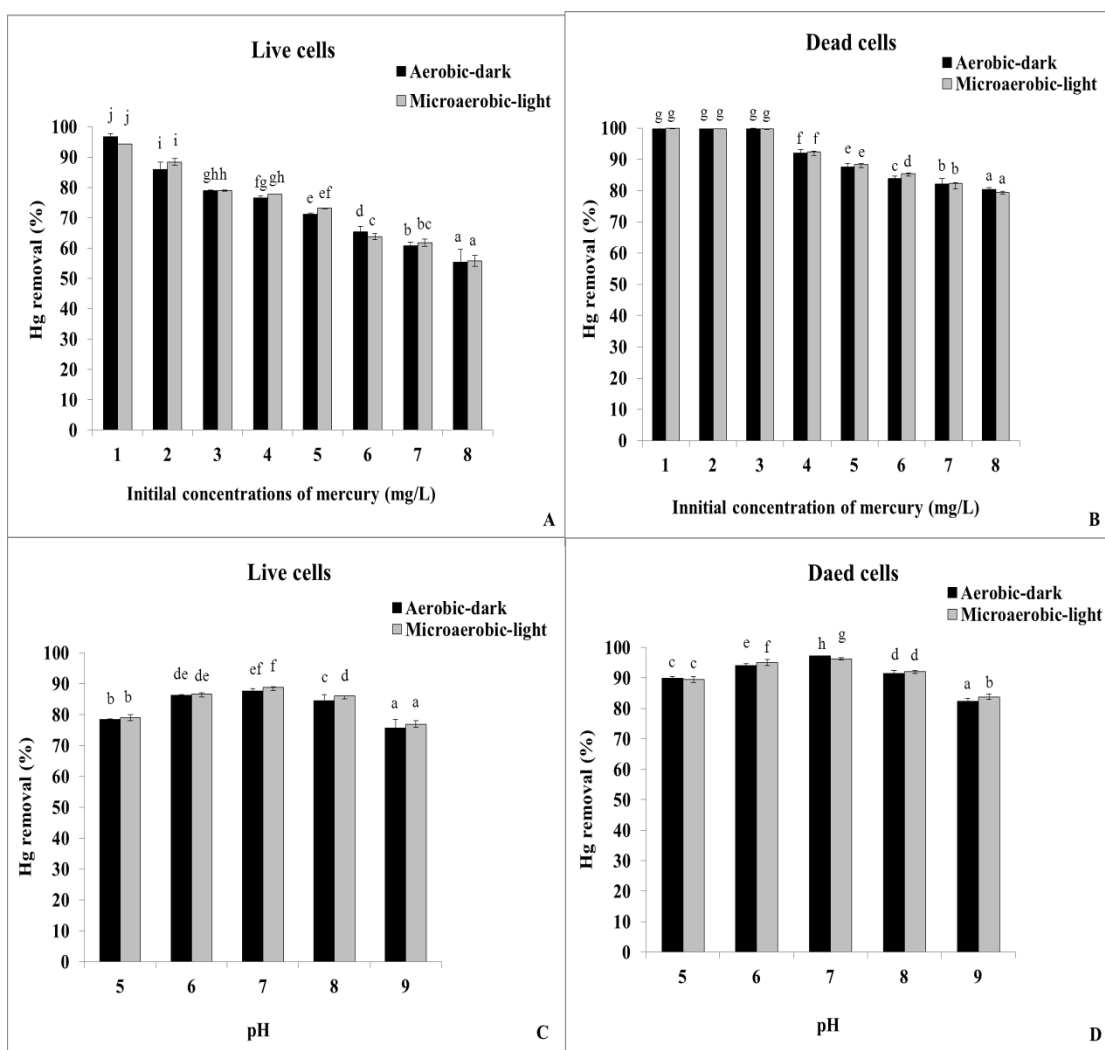 Live cells
Aerobic-dark
Microaerobic-light
j j
i i
ghh
fg gh
e ef
d c
b bc
a a
100
90
80
70
60
50
40
30
20
10
0
Hg removal (%)
1 2 3 4 5 6 7 8
Initilal concentrations of mercury (mg/L)
A
Dead cells
Aerobic-dark
Microaerobic-light
g g g g g g
f f
e e
c d
b b
a a
100
90
80
70
60
50
40
30
20
10
0
Hg removal (%)
1 2 3 4 5 6 7 8
Innitial concentration of mercury (mg/L)
B
Live cells
Aerobic-dark
Microaerobic-light
b b
de de
ef f
c d
a a
100
90
80
70
60
50
40
30
20
10
0
Hg removal (%)
5 6 7 8 9
pH
C
Daed cells
Aerobic-dark
Microaerobic-light
c c
e f
h g
d d
a b
100
90
80
70
60
50
40
30
20
10
0
Hg removal (%)
5 6 7 8 9
pH
D